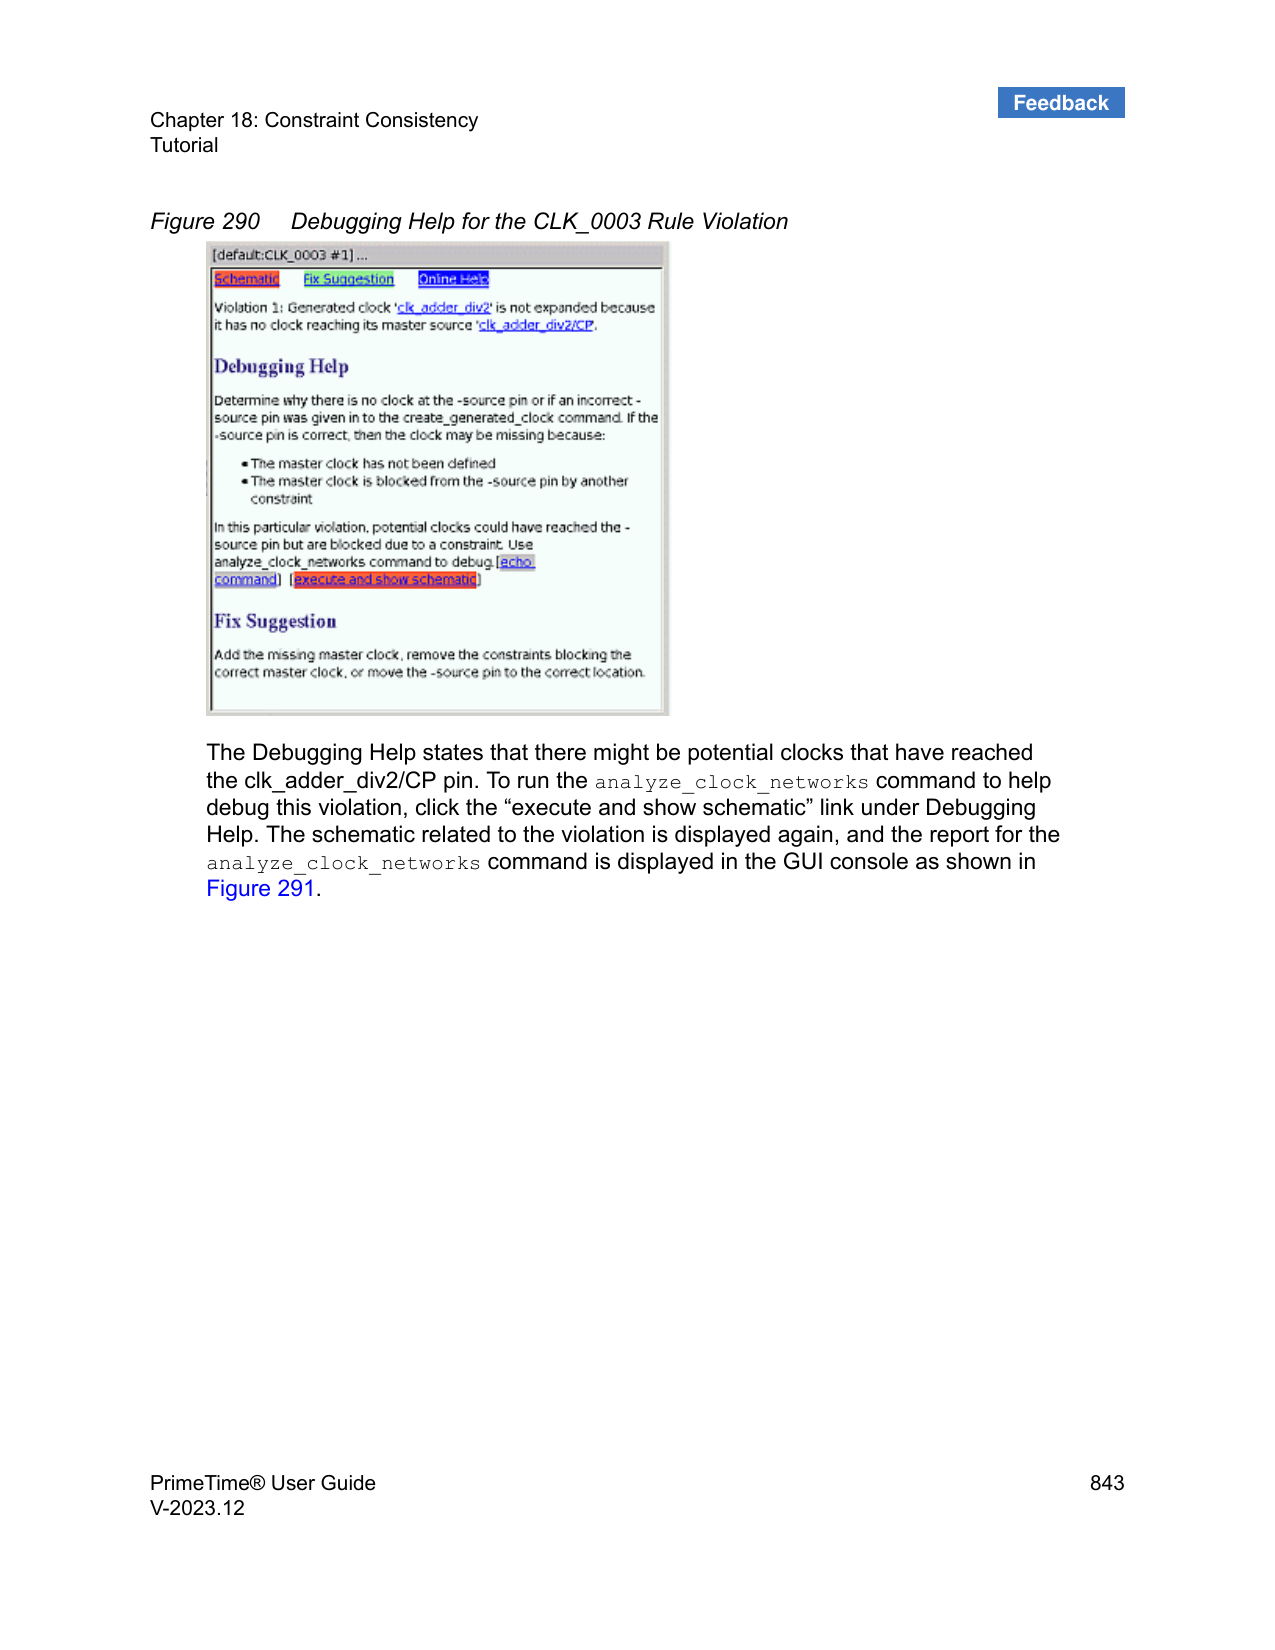 Feedback
Chapter 18: Constraint Consistency
Tutorial
Figure 290 Debugging Help for the CLK_0003 Rule Violation
[default:CLK_0003 #1] ...
Schematic Fix Suggestion Online Help
Violation 1: Generated clock 'clk_adder_div2' is not expanded because
it has no clock reaching its master source 'clk_adder_div2/CP'.
Debugging Help
Determine why there is no clock at the -source pin or if an incorrect -
source pin was given in to the create_generated_clock command. If the
-source pin is correct, then the clock may be missing because:
• The master clock has not been defined
• The master clock is blocked from the -source pin by another
constraint
In this particular violation, potential clocks could have reached the -
source pin but are blocked due to a constraint. Use
analyze_clock_networks command to debug.[echo
command] [execute and show schematic]
Fix Suggestion
Add the missing master clock, remove the constraints blocking the
correct master clock, or move the -source pin to the correct location.
The Debugging Help states that there might be potential clocks that have reached
the clk_adder_div2/CP pin. To run the analyze_clock_networks command to help
debug this violation, click the “execute and show schematic” link under Debugging
Help. The schematic related to the violation is displayed again, and the report for the
analyze_clock_networks command is displayed in the GUI console as shown in
Figure 291.
PrimeTime® User Guide 843
V-2023.12